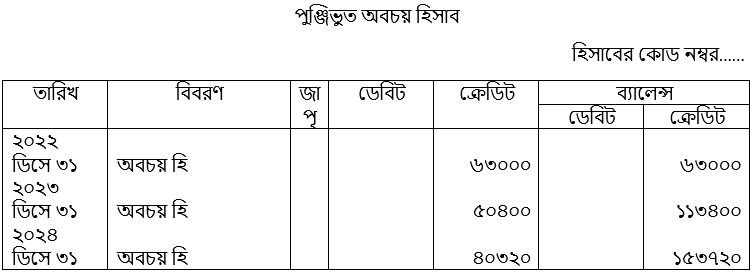 পুঞ্জিভুত অবচয় হিসাব
হিসাবের কোড নম্বর......
তারিখ বিবরণ জা পৃ ডেবিট ক্রেডিট ব্যালেন্স
ডেবিট ক্রেডিট
২০২২
ডিসে ৩১ অবচয় হি ৬৩০০০ ৬৩০০০
২০২৩
ডিসে ৩১ অবচয় হি ৫০৪০০ ১১৩৪০০
২০২৪
ডিসে ৩১ অবচয় হি ৪০৩২০ ১৫৩৭২০